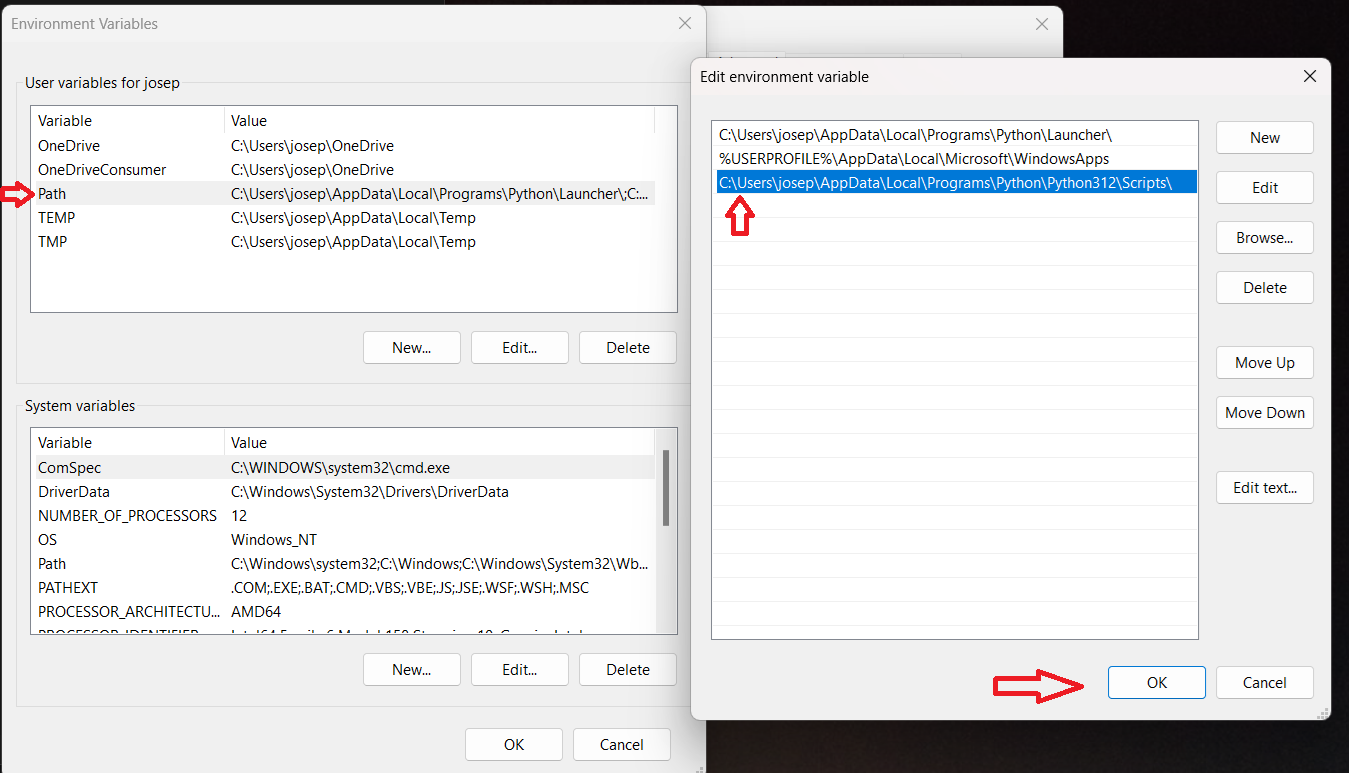 Environment Variables
User variables for josep
Variable Value
OneDrive C:\Users\josep\OneDrive
OneDriveConsumer C:\Users\josep\OneDrive
Path C:\Users\josep\AppData\Local\Programs\Python\Launcher\;C:...
TEMP C:\Users\josep\AppData\Local\Temp
TMP C:\Users\josep\AppData\Local\Temp
New... Edit... Delete
System variables
Variable Value
ComSpec C:\WINDOWS\system32\cmd.exe
DriverData C:\Windows\System32\Drivers\DriverData
NUMBER_OF_PROCESSORS 12
OS Windows_NT
Path C:\Windows\system32;C:\Windows;C:\Windows\System32\Wb...
PATHEXT .COM;.EXE;.BAT;.CMD;.VBS;.VBE;.JS;.JSE;.WSF;.WSH;.MSC
PROCESSOR_ARCHITECTU... AMD64
New... Edit... Delete
OK Cancel
Edit environment variable
C:\Users\josep\AppData\Local\Programs\Python\Launcher\
%USERPROFILE%\AppData\Local\Microsoft\WindowsApps
C:\Users\josep\AppData\Local\Programs\Python\Python312\Scripts\
New
Edit
Browse...
Delete
Move Up
Move Down
Edit text...
OK Cancel